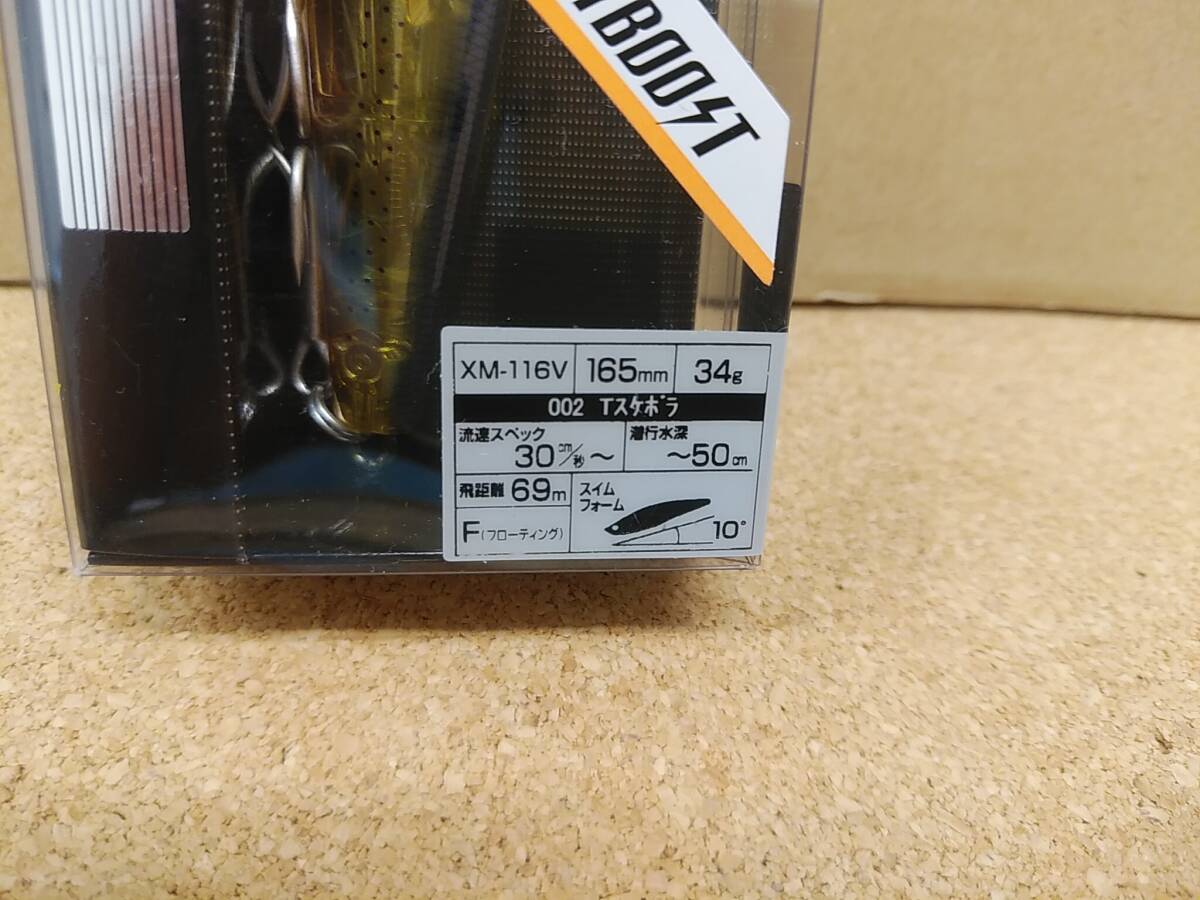 BOOST
XM-116V 165mm 34g
002 Tスケボラ
流速スペック 潜行水深
30cm/秒～ ～50cm
飛距離 69m スイムフォーム
F(フローティング) 10°